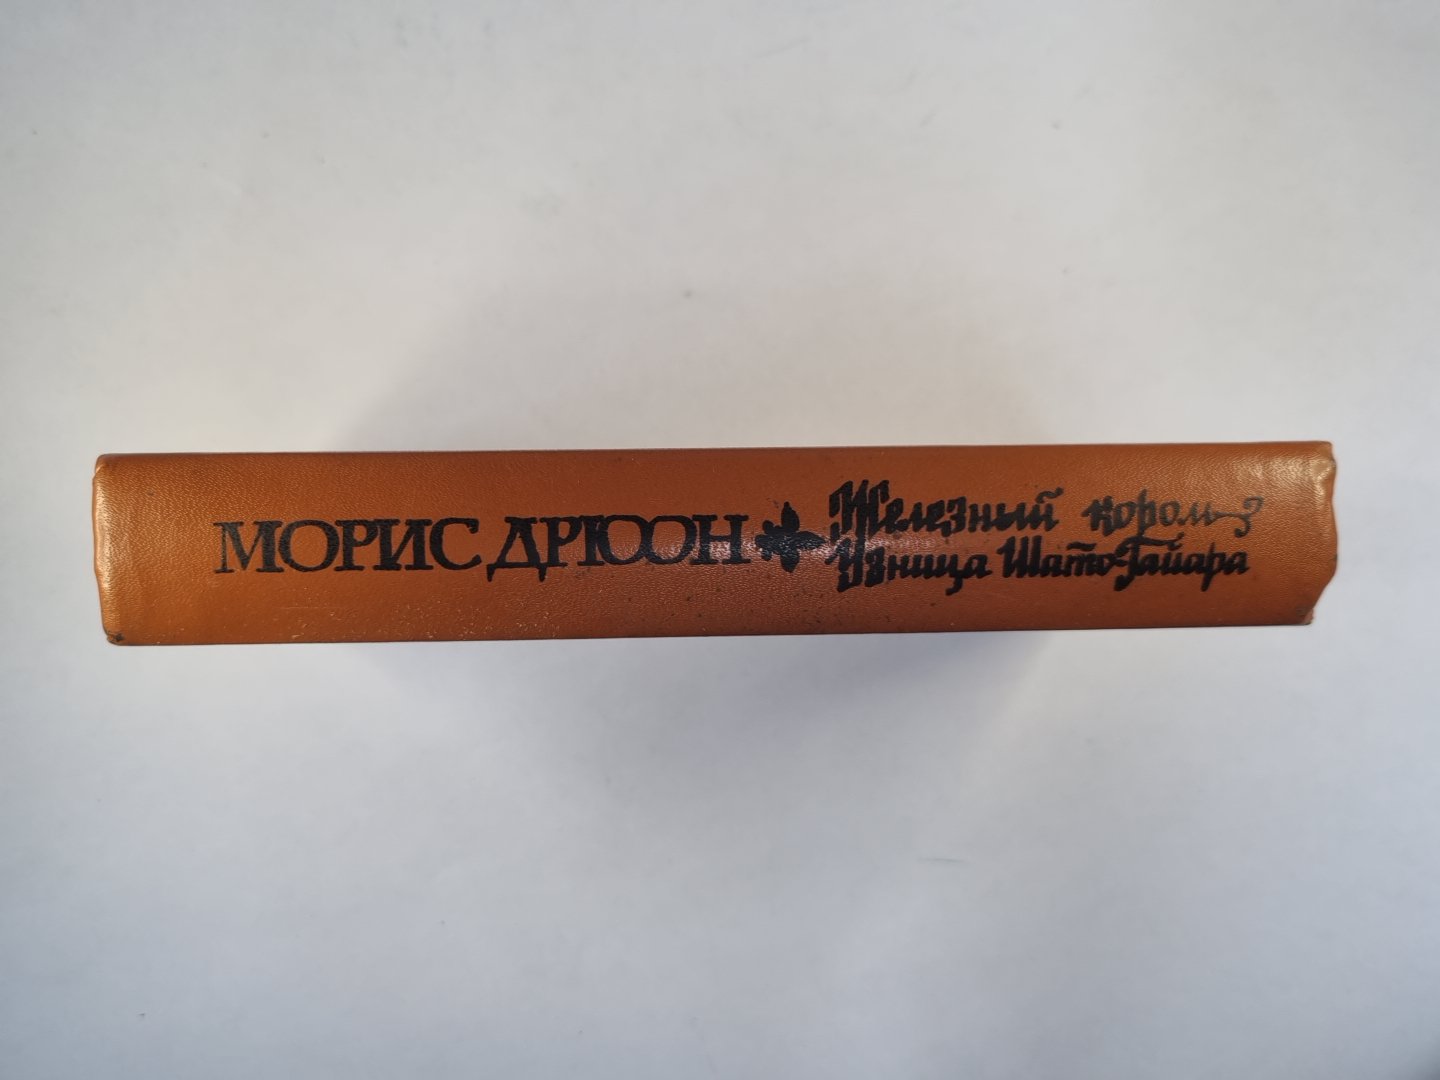 МОРИС ДРЮОН
Железный король
Узница Шато-Гайара